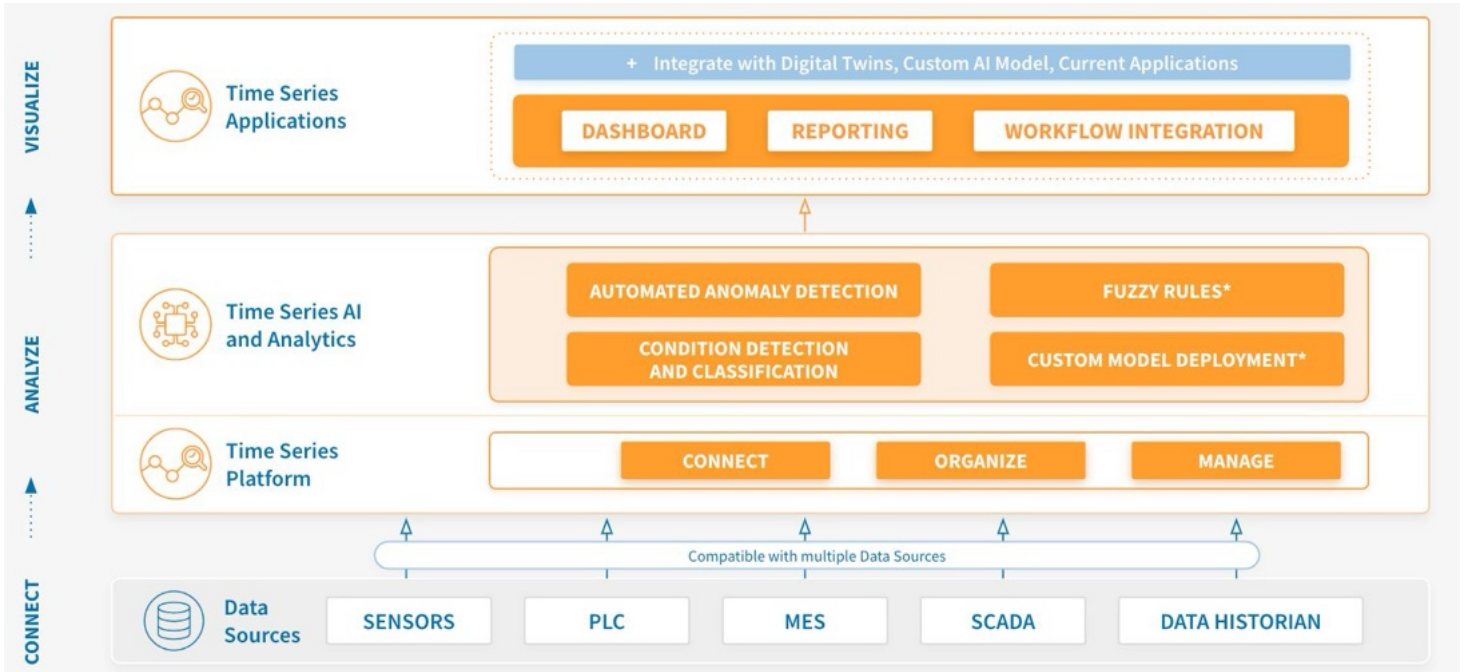 VISUALIZE
Time Series
Applications
+ Integrate with Digital Twins, Custom AI Model, Current Applications
DASHBOARD
REPORTING
WORKFLOW INTEGRATION
ANALYZE
Time Series AI
and Analytics
AUTOMATED ANOMALY DETECTION
FUZZY RULES*
CONDITION DETECTION
AND CLASSIFICATION
CUSTOM MODEL DEPLOYMENT*
Time Series
Platform
CONNECT
ORGANIZE
MANAGE
Compatible with multiple Data Sources
CONNECT
Data
Sources
SENSORS
PLC
MES
SCADA
DATA HISTORIAN